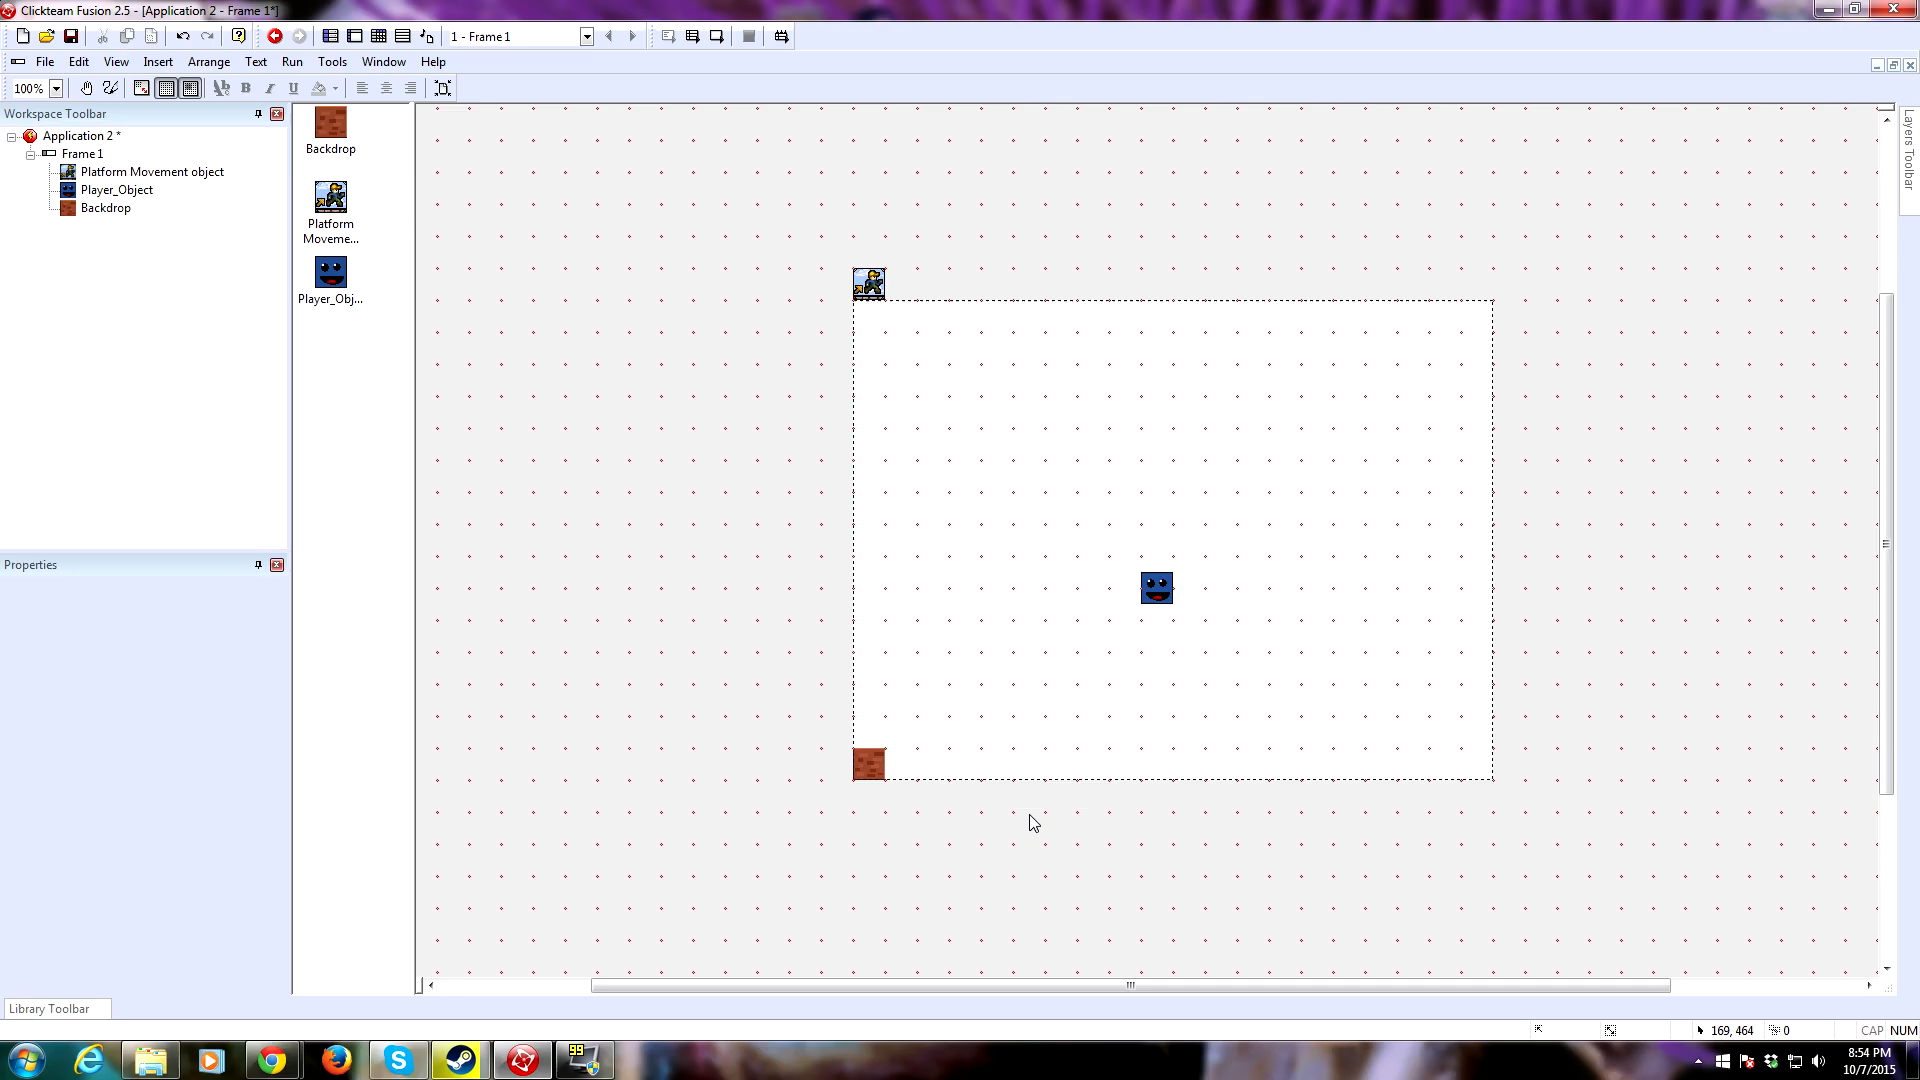 Clickteam Fusion 2.5 - [Application 2 - Frame 1*]
1 - Frame 1
File Edit View Insert Arrange Text Run Tools Window Help
100%
B I U
Workspace Toolbar
Application 2 *
Frame 1
Platform Movement object
Player_Object
Backdrop
Properties
Library Toolbar
Backdrop
Platform
Moveme...
Player_Obj...
Layers Toolbar
169, 464
0
CAP NUM
99
8:54 PM
10/7/2015